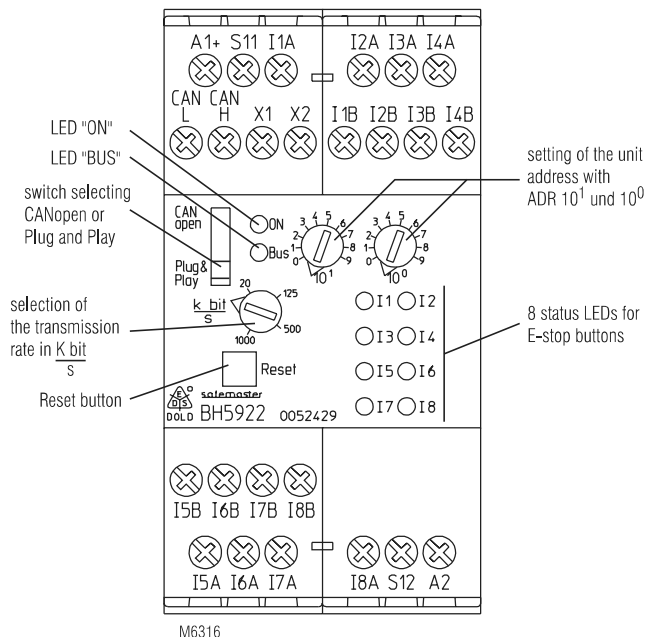 A1+ S11 I1A
I2A I3A I4A
CAN L CAN H X1 X2
I1B I2B I3B I4B
LED "ON"
LED "BUS"
switch selecting
CANopen or
Plug and Play
selection of
the transmission
rate in K bit
s
Reset button
CAN
open
ON
Bus
Plug&
Play
0 1 2 3 4 5 6 7 8 9
10¹
0 1 2 3 4 5 6 7 8 9
10⁰
setting of the unit
address with
ADR 10¹ und 10⁰
k bit
s
20
125
500
1000
Reset
I1 I2
I3 I4
I5 I6
I7 I8
8 status LEDs for
E-stop buttons
E
D S
DOLD
safemaster
BH5922 0052429
I5B I6B I7B I8B
I5A I6A I7A
I8A S12 A2
M6316